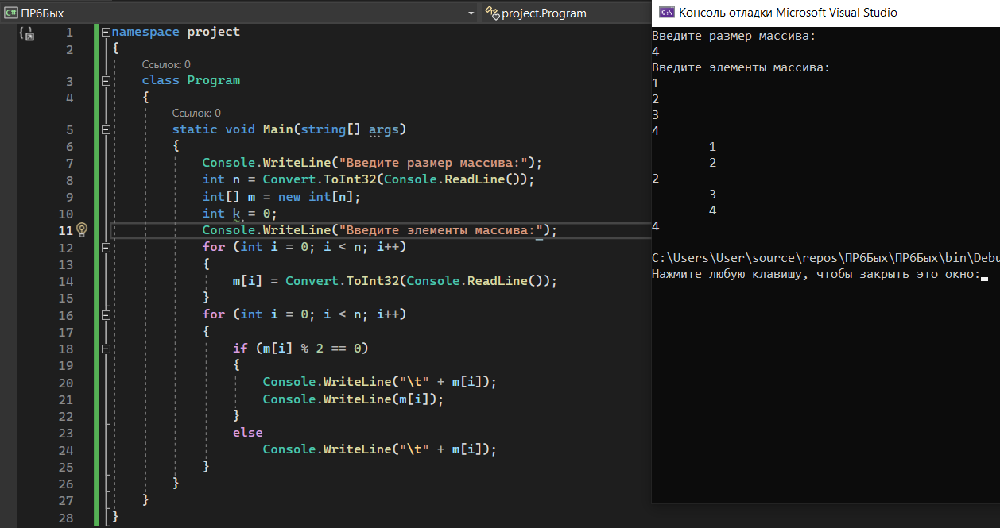 C# ПР6Бых
project.Program
1 namespace project
2 {
Ссылок: 0
3 class Program
4 {
Ссылок: 0
5 static void Main(string[] args)
6 {
7 Console.WriteLine("Введите размер массива:");
8 int n = Convert.ToInt32(Console.ReadLine());
9 int[] m = new int[n];
10 int k = 0;
11 Console.WriteLine("Введите элементы массива:");
12 for (int i = 0; i < n; i++)
13 {
14 m[i] = Convert.ToInt32(Console.ReadLine());
15 }
16 for (int i = 0; i < n; i++)
17 {
18 if (m[i] % 2 == 0)
19 {
20 Console.WriteLine("\t" + m[i]);
21 Console.WriteLine(m[i]);
22 }
23 else
24 Console.WriteLine("\t" + m[i]);
25 }
26 }
27 }
28 }
Консоль отладки Microsoft Visual Studio
Введите размер массива:
4
Введите элементы массива:
1
2
3
4
1
2
2
3
4
4
C:\Users\User\source\repos\ПР6Бых\ПР6Бых\bin\Debu
Нажмите любую клавишу, чтобы закрыть это окно: